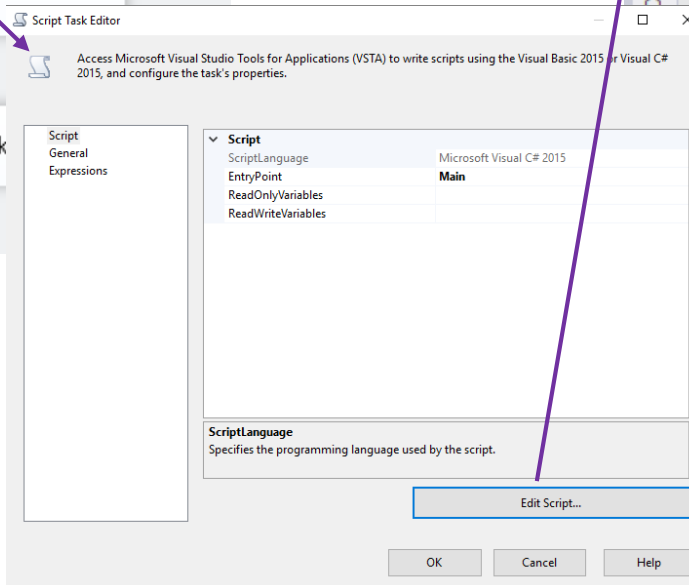 Script Task Editor
Access Microsoft Visual Studio Tools for Applications (VSTA) to write scripts using the Visual Basic 2015 or Visual C#
2015, and configure the task's properties.
Script
General
Expressions
Script
ScriptLanguage Microsoft Visual C# 2015
EntryPoint Main
ReadOnlyVariables
ReadWriteVariables
ScriptLanguage
Specifies the programming language used by the script.
Edit Script...
OK Cancel Help